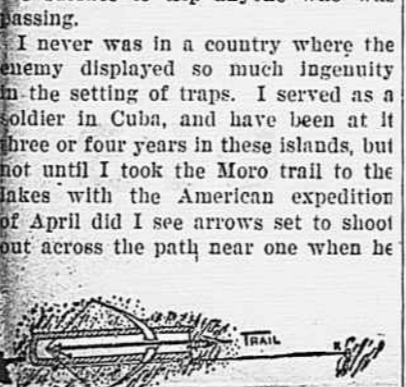 passing.
I never was in a country where the
enemy displayed so much ingenuity
in the setting of traps. I served as a
soldier in Cuba, and have been at it
three or four years in these islands, but
not until I took the Moro trail to the
lakes with the American expedition
of April did I see arrows set to shoot
out across the path near one when he
TRAIL